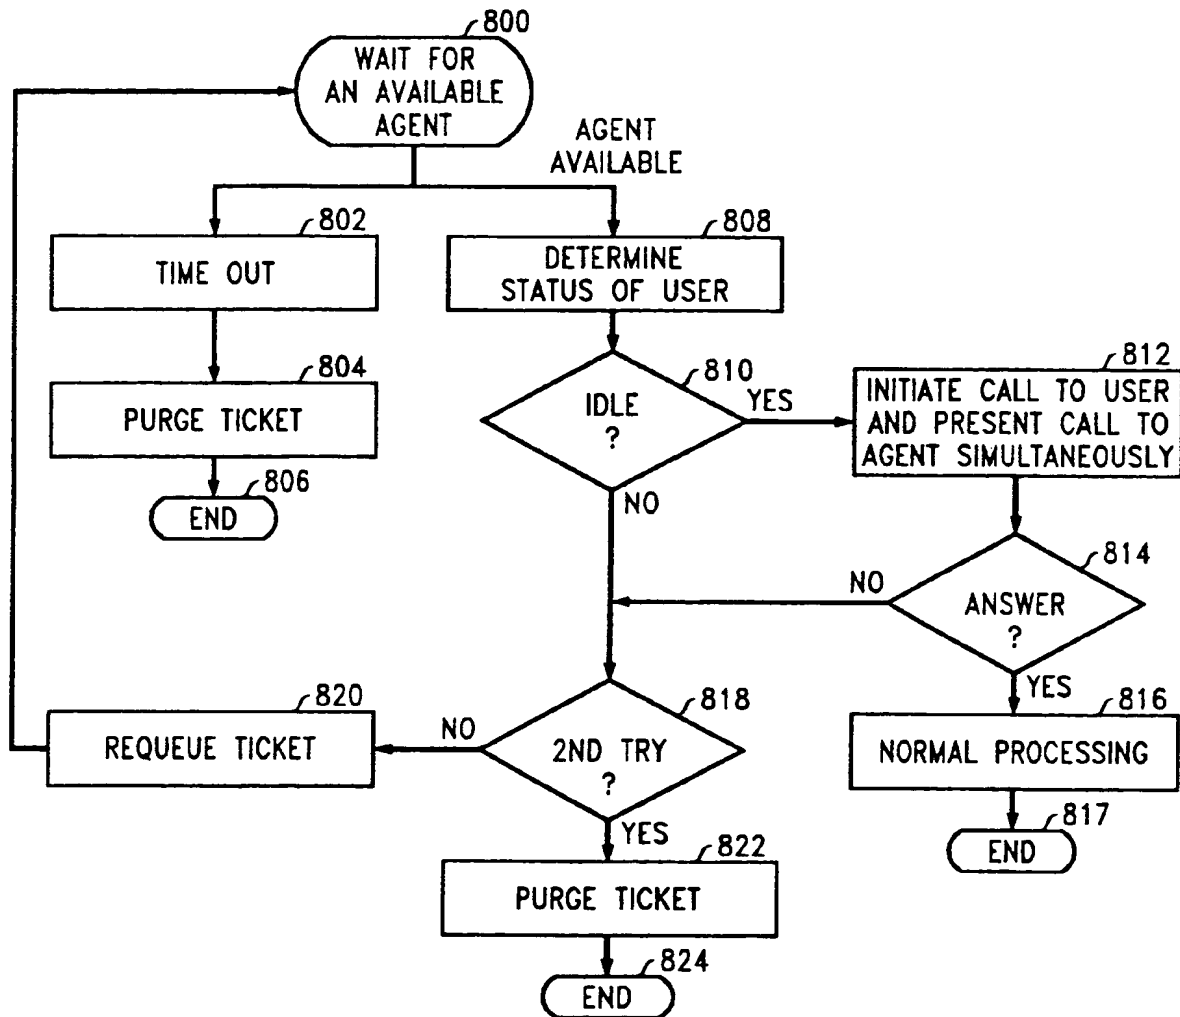 800
WAIT FOR
AN AVAILABLE
AGENT
AGENT
AVAILABLE
802
TIME OUT
808
DETERMINE
STATUS OF USER
804
PURGE TICKET
810
IDLE
?
YES
NO
812
INITIATE CALL TO USER
AND PRESENT CALL TO
AGENT SIMULTANEOUSLY
806
END
814
ANSWER
?
NO
YES
820
REQUEUE TICKET
818
2ND TRY
?
NO
YES
816
NORMAL PROCESSING
817
END
822
PURGE TICKET
824
END